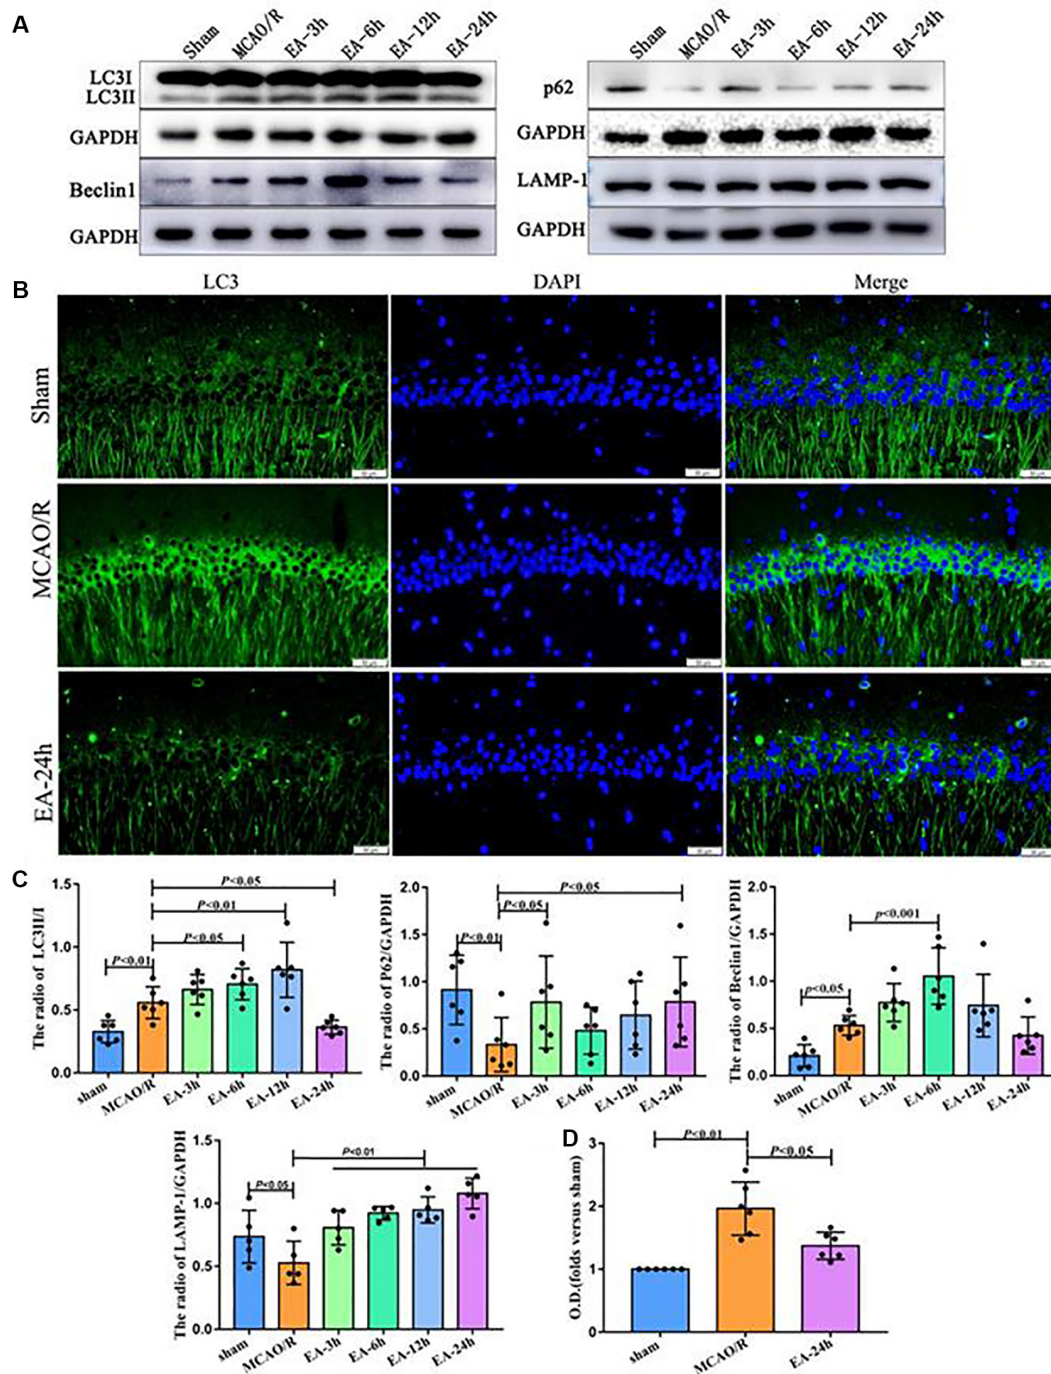 A
Sham MCAO/R EA-3h EA-6h EA-12h EA-24h
LC3I
LC3II
GAPDH
Beclin1
GAPDH
Sham MCAO/R EA-3h EA-6h EA-12h EA-24h
p62
GAPDH
LAMP-1
GAPDH
B
LC3 DAPI Merge
Sham
MCAO/R
EA-24h
C
The radio of LC3II/I
1.5
1.0
0.5
0.0
P<0.05
P<0.01
P<0.05
P<0.01
sham MCAO/R EA-3h EA-6h EA-12h EA-24h
The radio of P62/GAPDH
2.0
1.5
1.0
0.5
0.0
P<0.05
P<0.05
P<0.01
sham MCAO/R EA-3h EA-6h EA-12h EA-24h
The radio of Beclin1/GAPDH
2.0
1.5
1.0
0.5
0.0
p<0.001
p<0.05
sham MCAO/R EA-3h EA-6h EA-12h EA-24h
The radio of LAMP-1/GAPDH
1.5
1.0
0.5
0.0
P<0.01
P<0.05
sham MCAO/R EA-3h EA-6h EA-12h EA-24h
D
O.D.(folds versus sham)
3
2
1
0
P<0.01
P<0.05
sham MCAO/R EA-24h